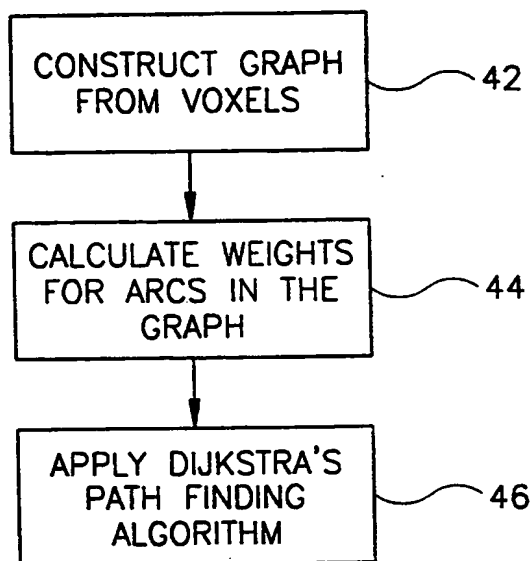 CONSTRUCT GRAPH
FROM VOXELS
42
CALCULATE WEIGHTS
FOR ARCS IN THE
GRAPH
44
APPLY DIJKSTRA'S
PATH FINDING
ALGORITHM
46